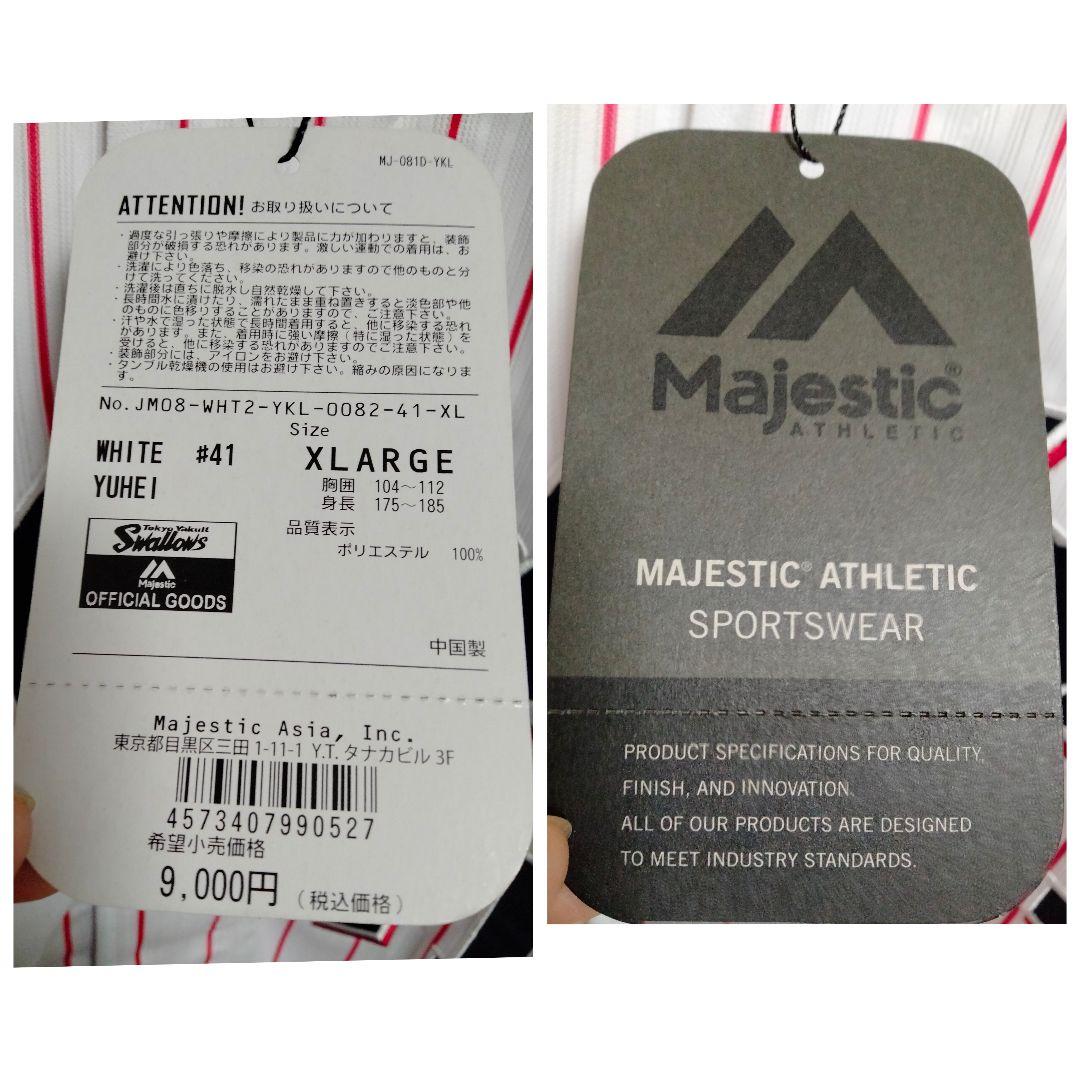 MJ-081D-YKL
ATTENTION! お取り扱いについて
・過度な引っ張りや摩擦により製品に力が加わりますと、装飾
部分が破損する恐れがあります。激しい運動での着用は、お
避け下さい。
・洗濯により色落ち、移染の恐れがありますので他のものと分
けて洗ってください。
・洗濯後は直ちに脱水し自然乾燥して下さい。
・長時間水に漬けたり、濡れたまま重ね置きすると淡色部や他
のものに色移りすることがありますので、ご注意下さい。
・汗や水で湿った状態で長時間着用すると、他に移染する恐れ
があります。また、着用時に強い摩擦（特に湿った状態）を
受けると、他に移染する恐れがありますのでご注意下さい。
・装飾部分には、アイロンをお避け下さい。
・タンブル乾燥機の使用はお避け下さい。縮みの原因になりま
す。
No.JM08-WHT2-YKL-0082-41-XL
Size
WHITE #41 XLARGE
YUHEI
胸囲 104～112
身長 175～185
品質表示
ポリエステル 100%
Tokyo Yakult
Swallows
Majestic
OFFICIAL GOODS
中国製
Majestic Asia, Inc.
東京都目黒区三田 1-11-1 Y.T. タナカビル 3F
4573407990527
希望小売価格
9,000円 （税込価格）
Majestic®
ATHLETIC
MAJESTIC® ATHLETIC
SPORTSWEAR
PRODUCT SPECIFICATIONS FOR QUALITY,
FINISH, AND INNOVATION.
ALL OF OUR PRODUCTS ARE DESIGNED
TO MEET INDUSTRY STANDARDS.